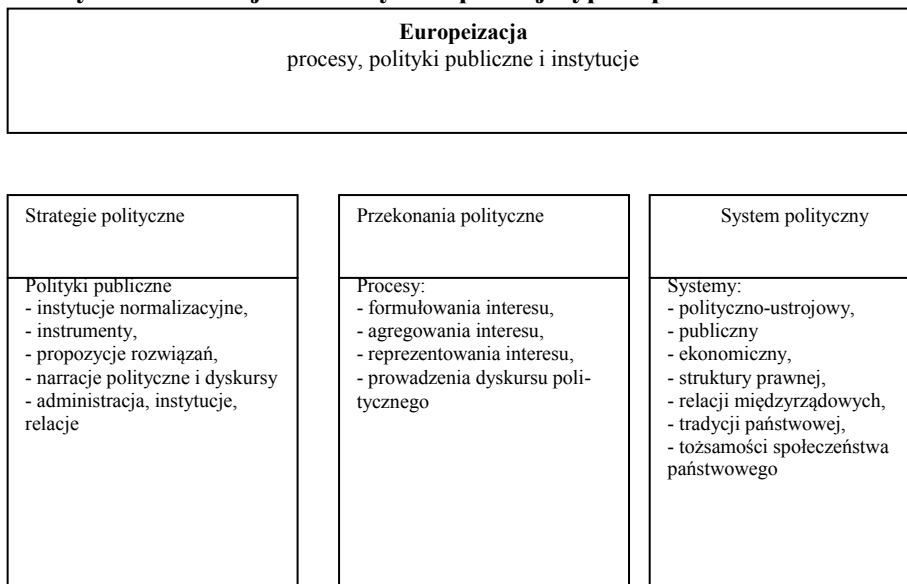 Europeizacja
procesy, polityki publiczne i instytucje
Strategie polityczne
Polityki publiczne
- instytucje normalizacyjne,
- instrumenty,
- propozycje rozwiązań,
- narracje polityczne i dyskursy
- administracja, instytucje,
relacje
Przekonania polityczne
Procesy:
- formułowania interesu,
- agregowania interesu,
- reprezentowania interesu,
- prowadzenia dyskursu poli-
tycznego
System polityczny
Systemy:
- polityczno-ustrojowy,
- publiczny
- ekonomiczny,
- struktury prawnej,
- relacji międzyrządowych,
- tradycji państwowej,
- tożsamości społeczeństwa
państwowego